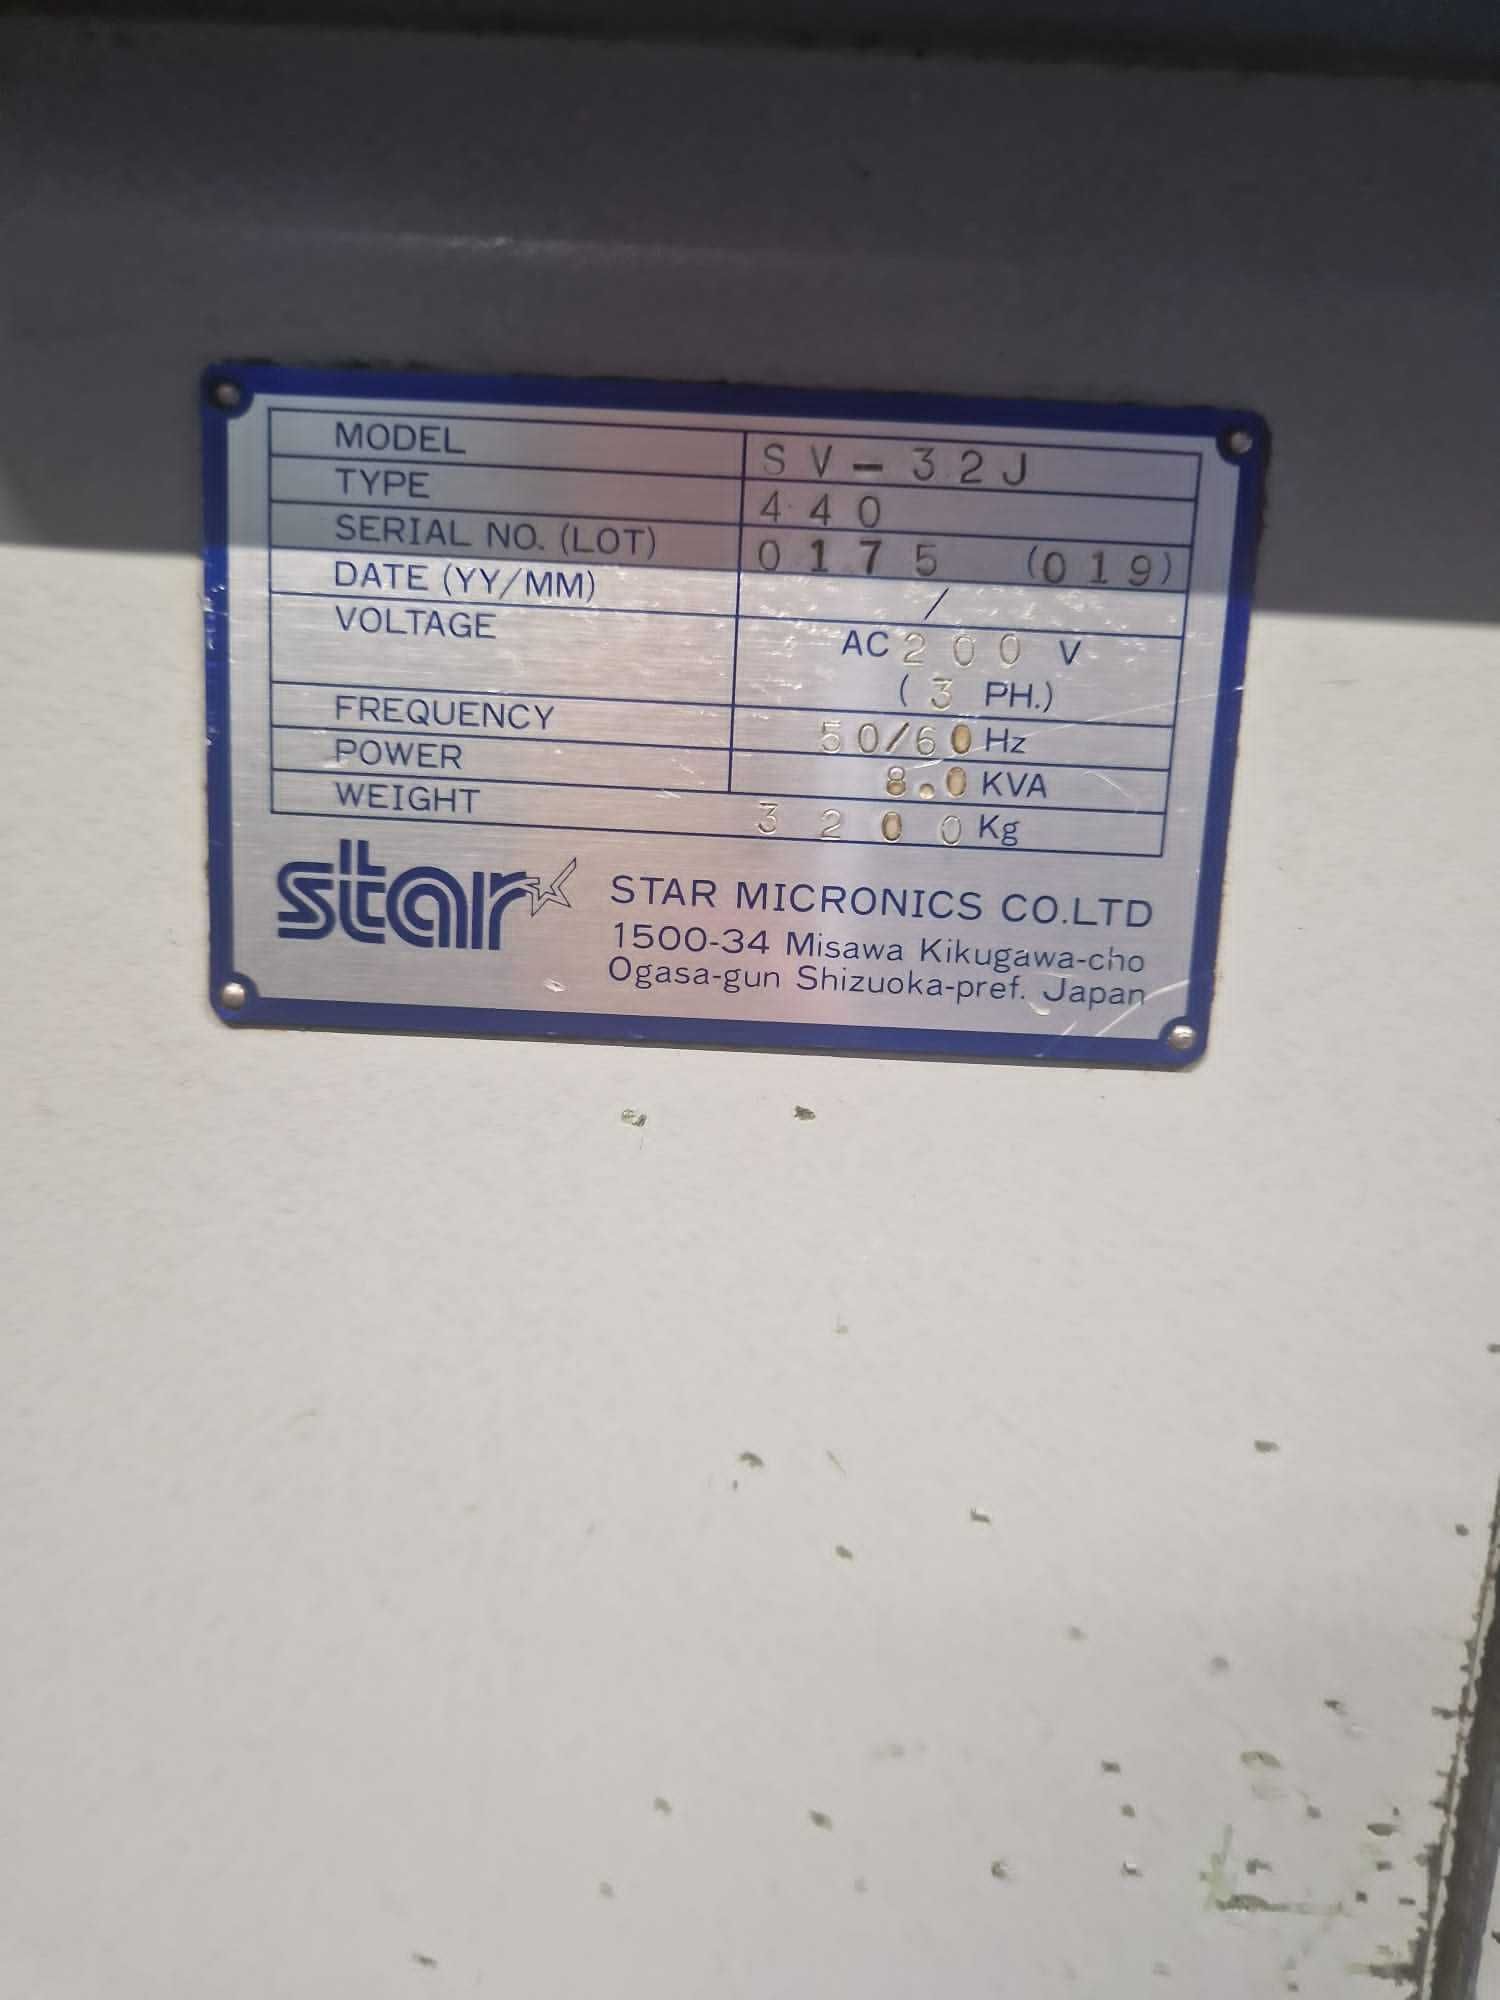 MODEL SV-32J
TYPE 440
SERIAL NO. (LOT) 0175 (019)
DATE (YY/MM) /
VOLTAGE AC 200 V
(3 PH.)
FREQUENCY 50/60 Hz
POWER 8.0 KVA
WEIGHT 3200 Kg
star
STAR MICRONICS CO.LTD
1500-34 Misawa Kikugawa-cho
Ogasa-gun Shizuoka-pref. Japan